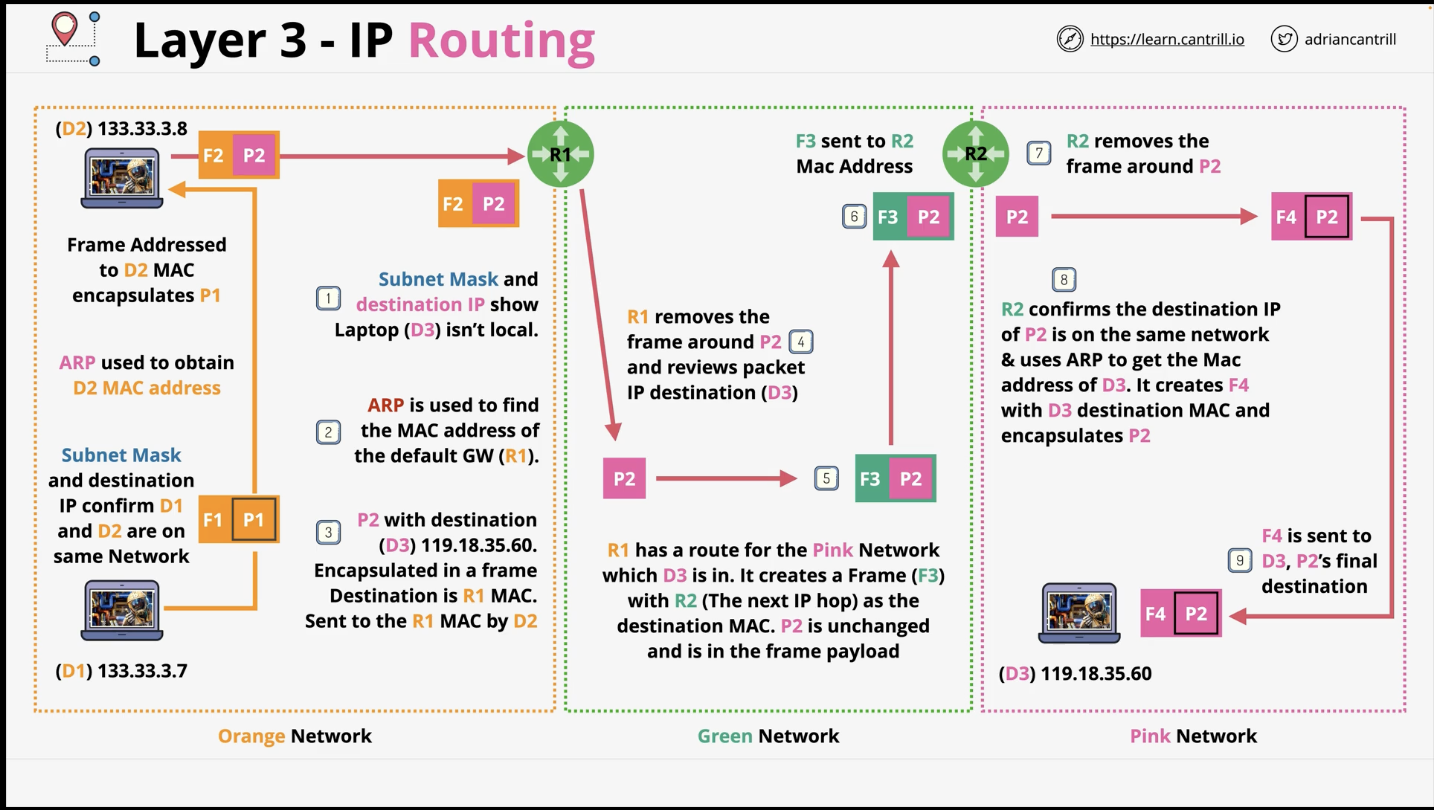 Layer 3 - IP Routing
https://learn.cantrill.io
adriancantrill
(D2) 133.33.3.8
F2 P2
R1
F2 P2
Frame Addressed
to D2 MAC
encapsulates P1
ARP used to obtain
D2 MAC address
Subnet Mask
and destination
IP confirm D1
and D2 are on
same Network
F1 P1
(D1) 133.33.3.7
1
Subnet Mask and
destination IP show
Laptop (D3) isn't local.
2
ARP is used to find
the MAC address of
the default GW (R1).
3
P2 with destination
(D3) 119.18.35.60.
Encapsulated in a frame
Destination is R1 MAC.
Sent to the R1 MAC by D2
Orange Network
F3 sent to R2
Mac Address
R2
6
F3 P2
R1 removes the
frame around P2 4
and reviews packet
IP destination (D3)
P2
5
F3 P2
R1 has a route for the Pink Network
which D3 is in. It creates a Frame (F3)
with R2 (The next IP hop) as the
destination MAC. P2 is unchanged
and is in the frame payload
Green Network
7
R2 removes the
frame around P2
P2
F4 P2
8
R2 confirms the destination IP
of P2 is on the same network
& uses ARP to get the Mac
address of D3. It creates F4
with D3 destination MAC and
encapsulates P2
9
F4 is sent to
D3, P2's final
destination
F4 P2
(D3) 119.18.35.60
Pink Network